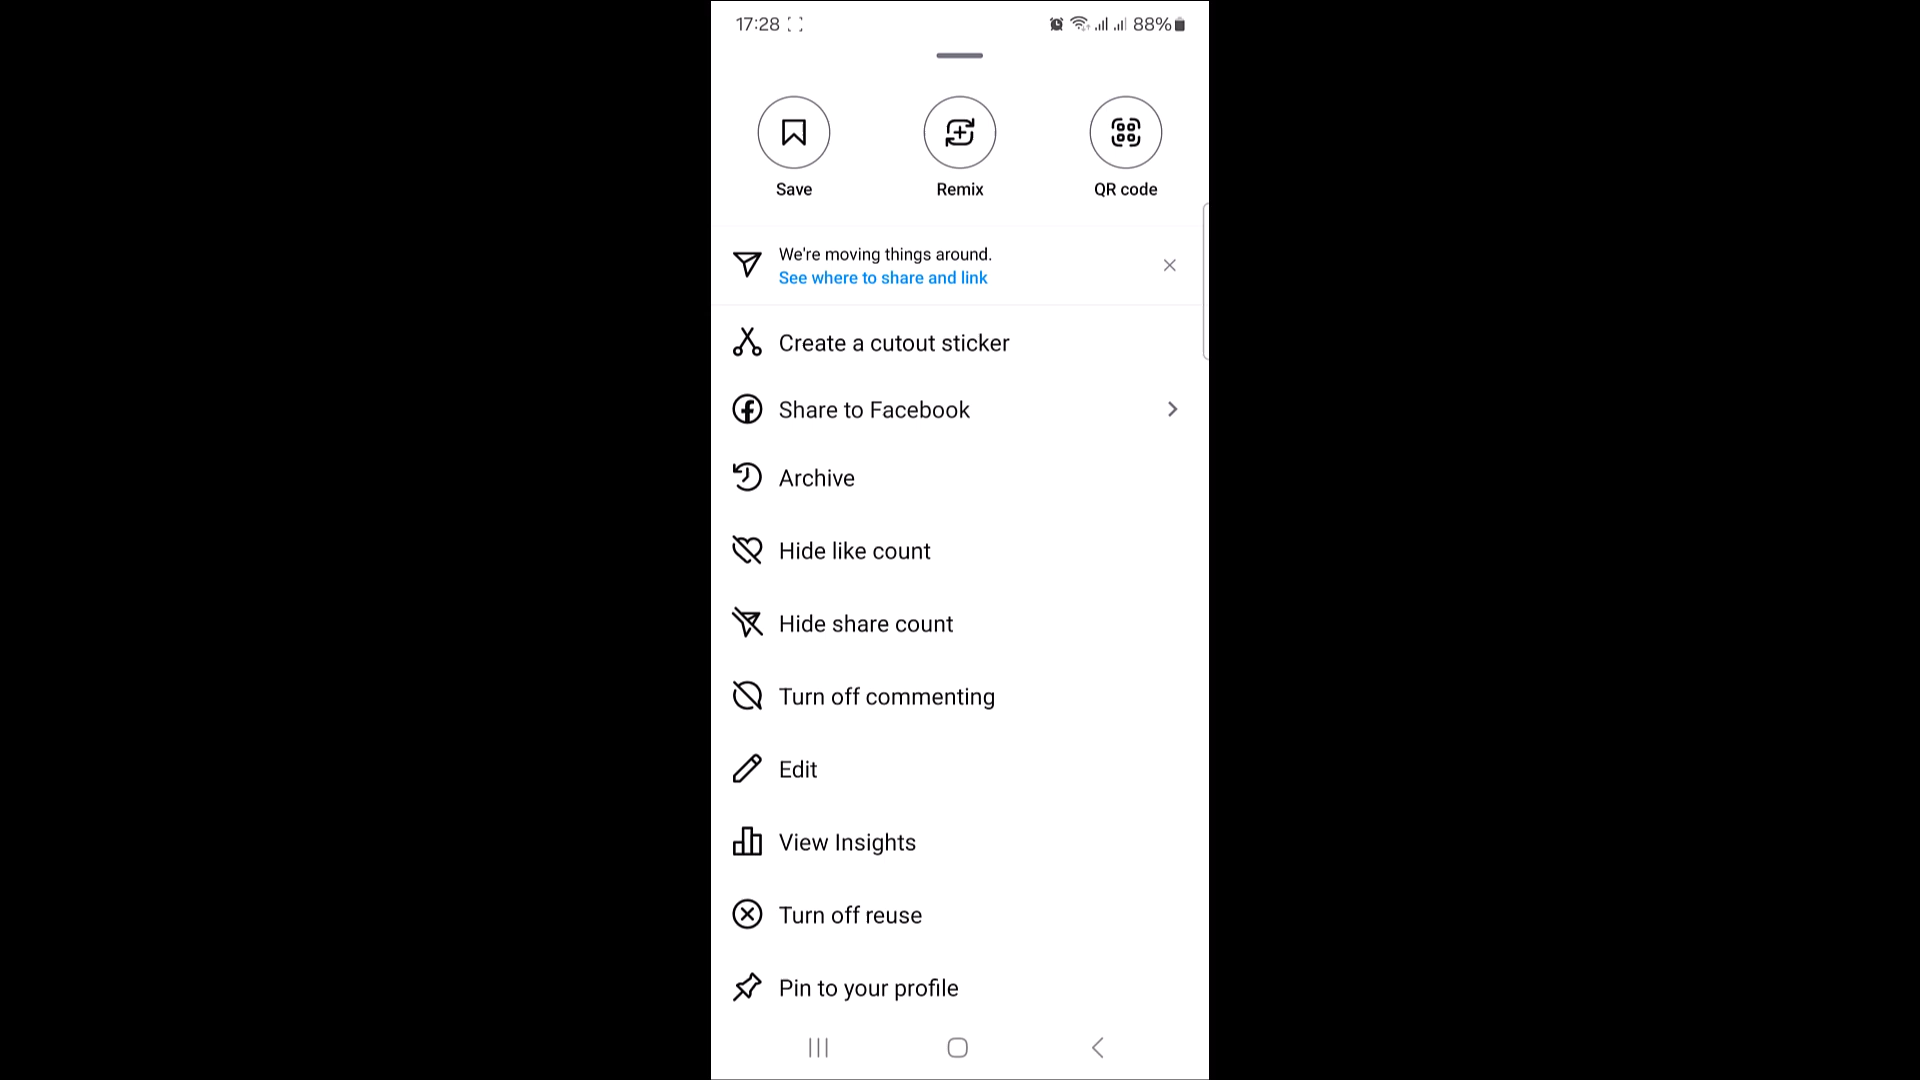 17:28
88%
Save
Remix
QR code
We're moving things around.
See where to share and link
Create a cutout sticker
Share to Facebook
Archive
Hide like count
Hide share count
Turn off commenting
Edit
View Insights
Turn off reuse
Pin to your profile